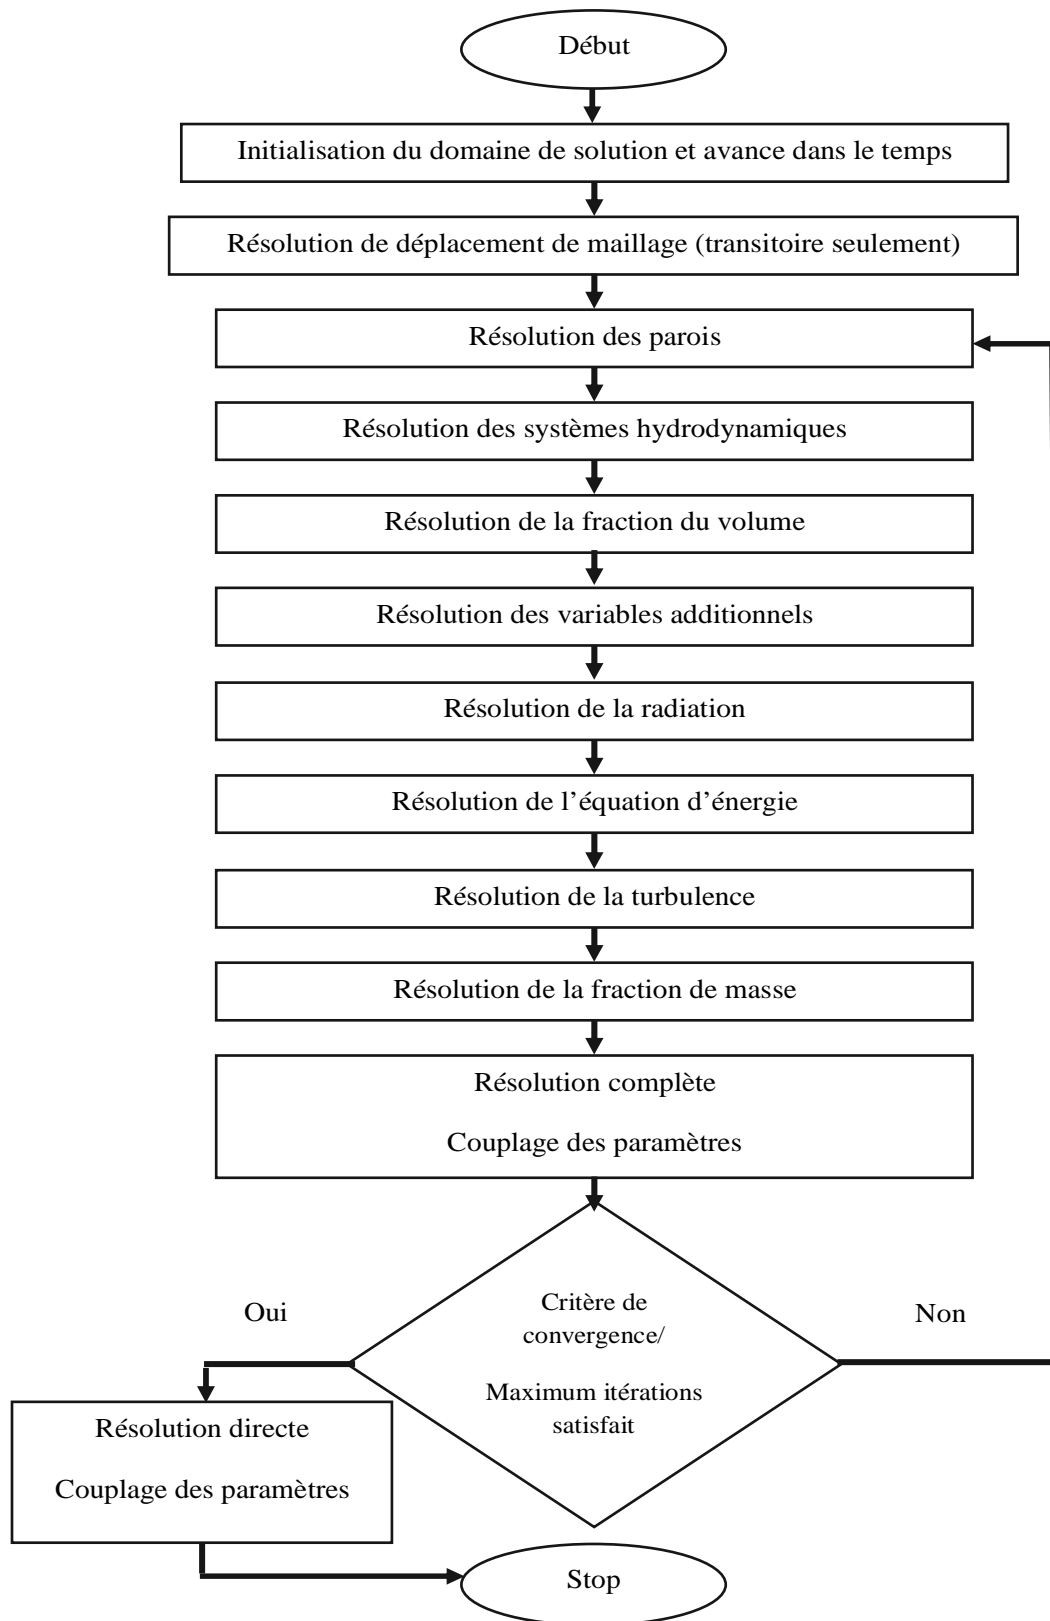 Début
Initialisation du domaine de solution et avance dans le temps
Résolution de déplacement de maillage (transitoire seulement)
Résolution des parois
Résolution des systèmes hydrodynamiques
Résolution de la fraction du volume
Résolution des variables additionnels
Résolution de la radiation
Résolution de l’équation d’énergie
Résolution de la turbulence
Résolution de la fraction de masse
Résolution complète
Couplage des paramètres
Oui
Critère de
convergence/
Maximum itérations
satisfait
Non
Résolution directe
Couplage des paramètres
Stop